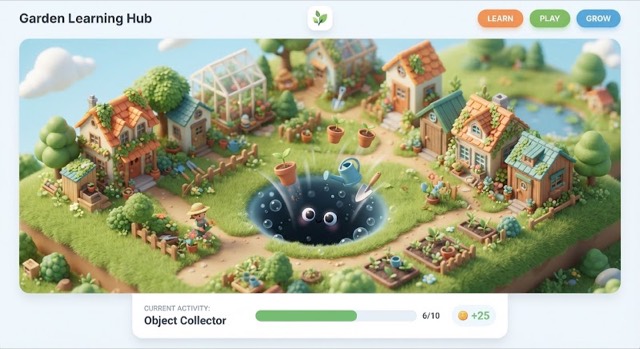 Garden Learning Hub
LEARN
PLAY
GROW
CURRENT ACTIVITY:
Object Collector
6/10
+25